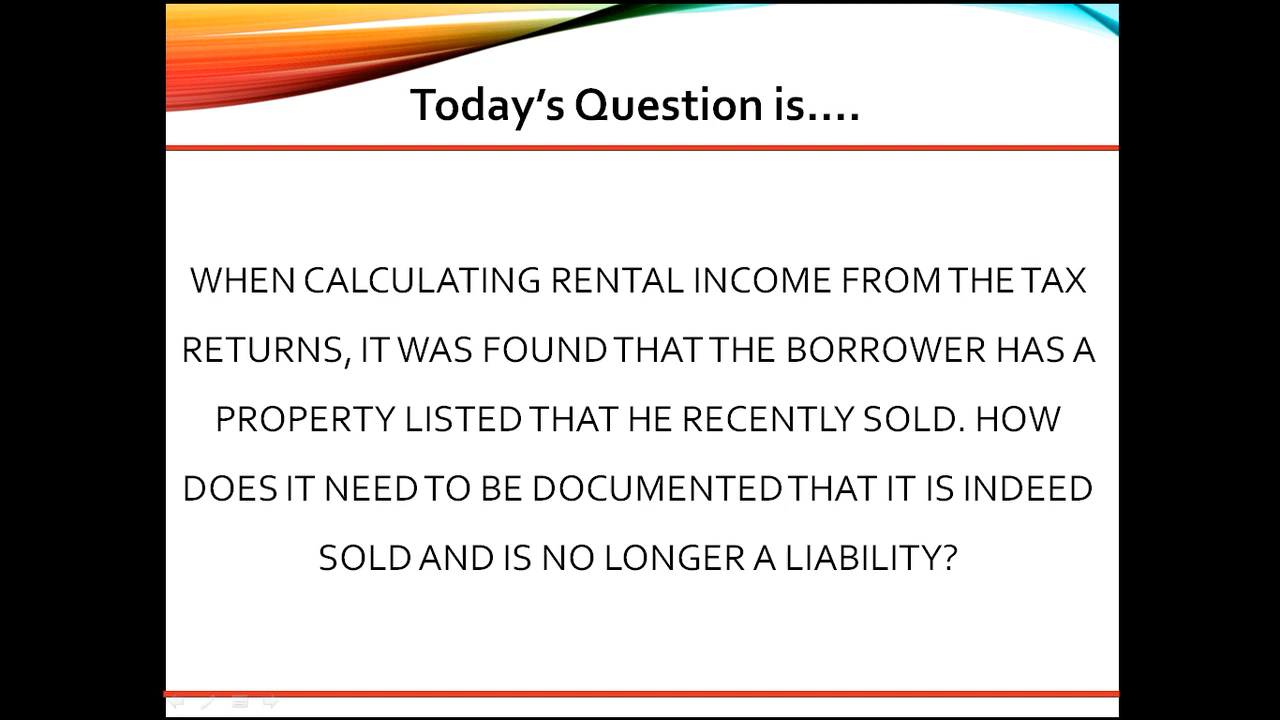 Today’s Question is….
WHEN CALCULATING RENTAL INCOME FROM THE TAX
RETURNS, IT WAS FOUND THAT THE BORROWER HAS A
PROPERTY LISTED THAT HE RECENTLY SOLD. HOW
DOES IT NEED TO BE DOCUMENTED THAT IT IS INDEED
SOLD AND IS NO LONGER A LIABILITY?